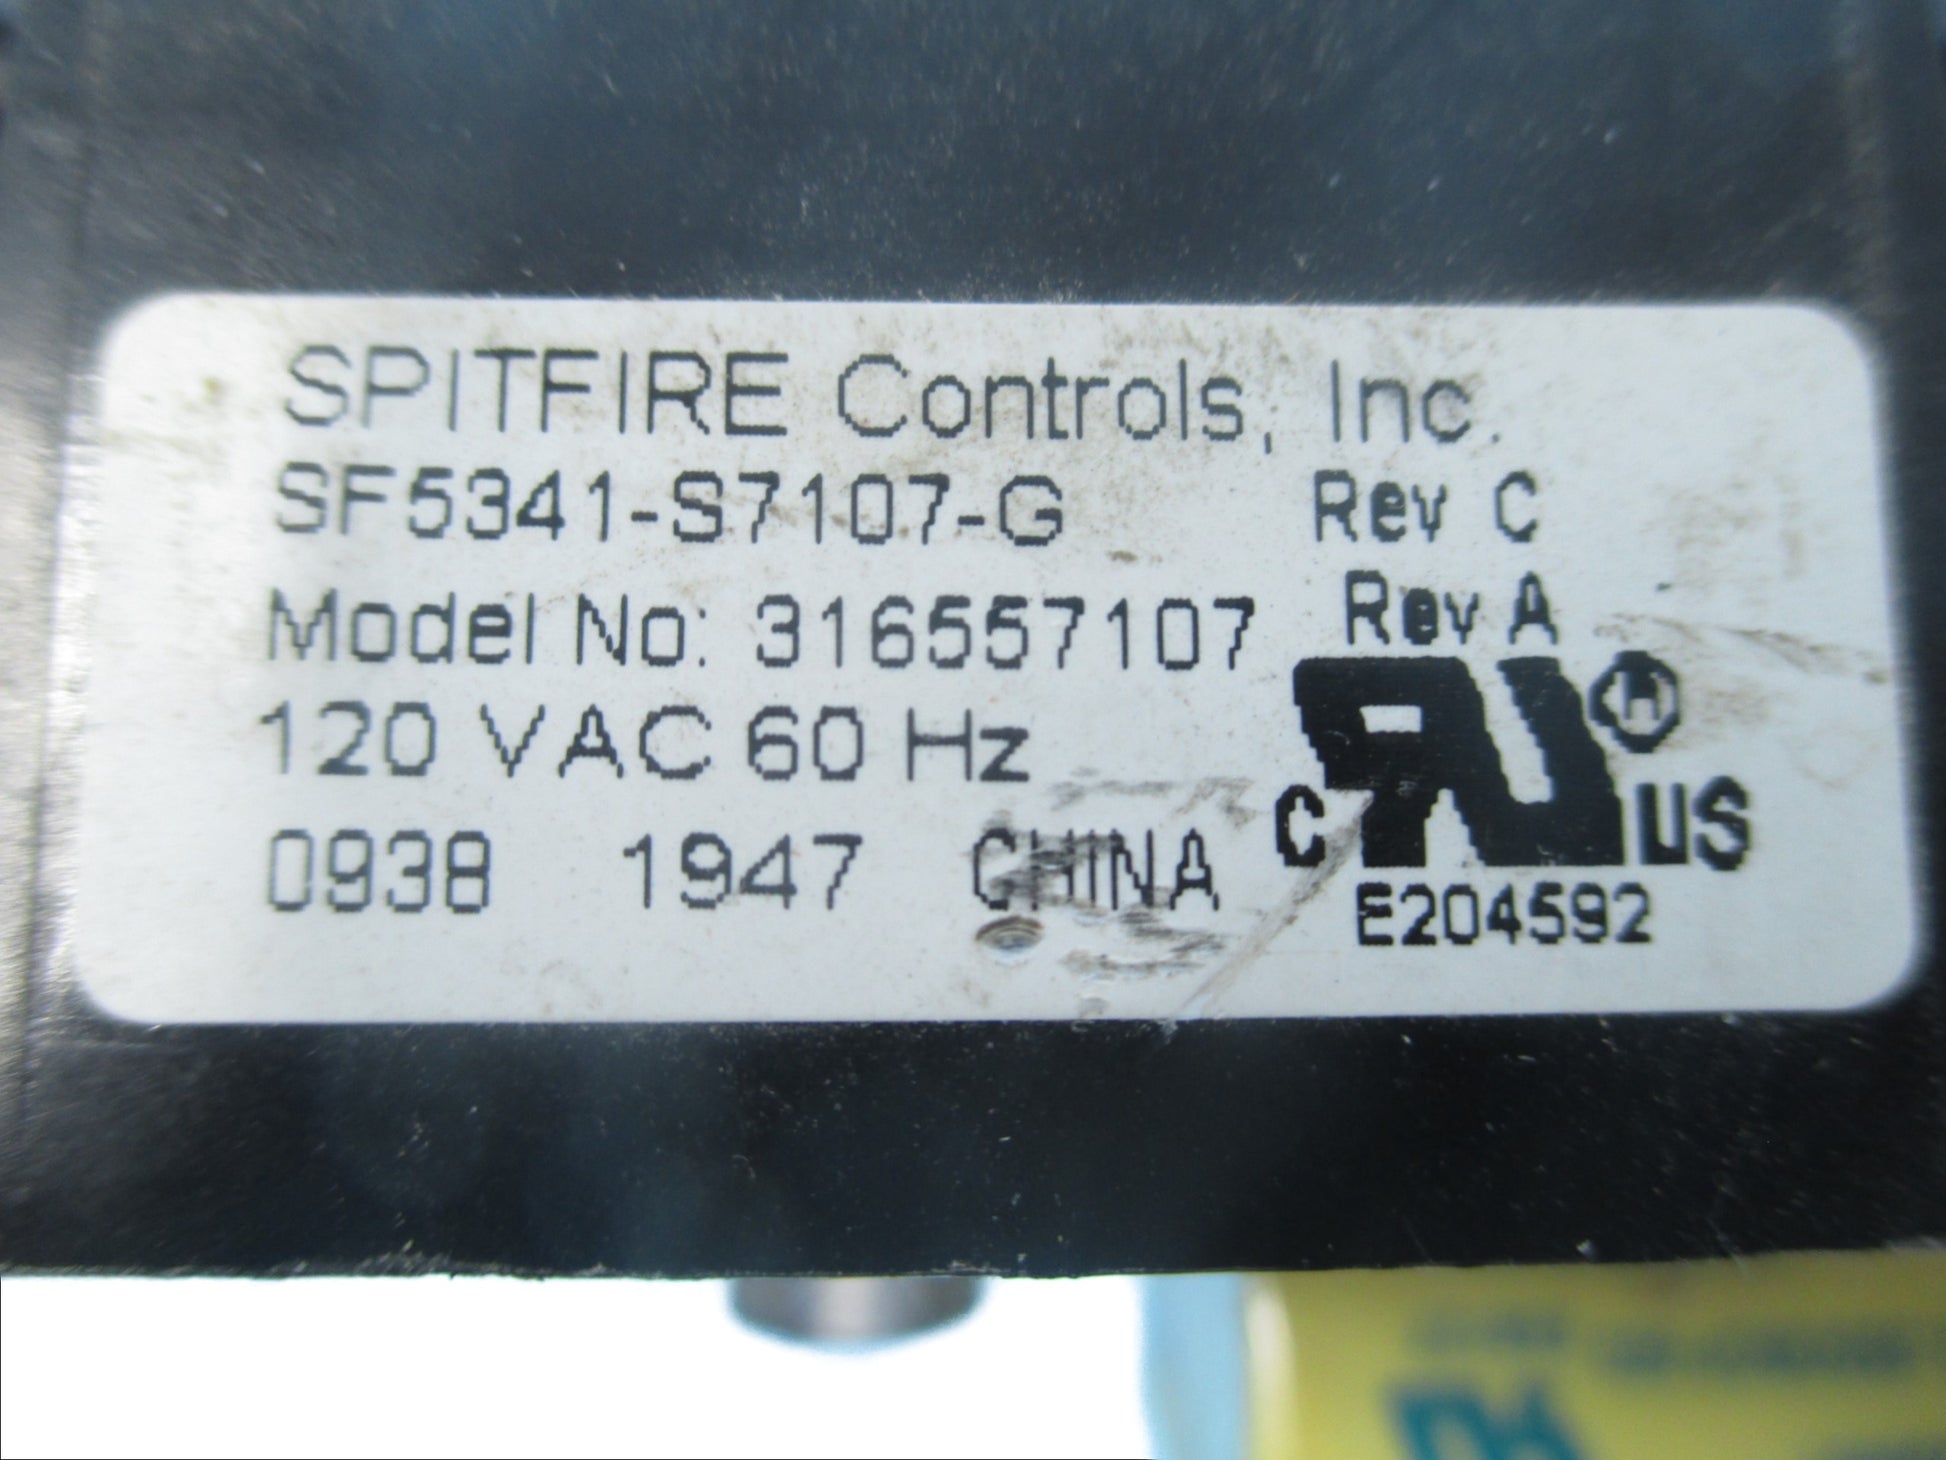 SPITFIRE Controls, Inc.
SF5341-S7107-G Rev C
Model No: 316557107 Rev A
120 VAC 60 Hz
H
C US
0938 1947 CHINA
E204592